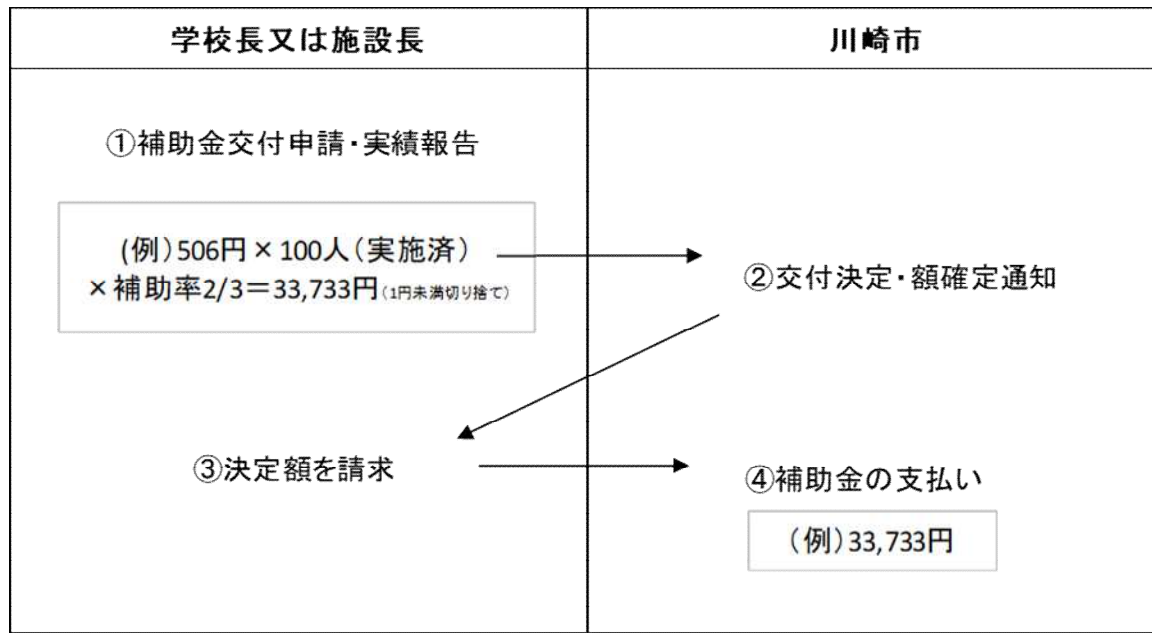 学校長又は施設長
川崎市
①補助金交付申請・実績報告
(例)506円×100人(実施済)
×補助率2/3=33,733円(1円未満切り捨て)
②交付決定・額確定通知
③決定額を請求
④補助金の支払い
(例)33,733円